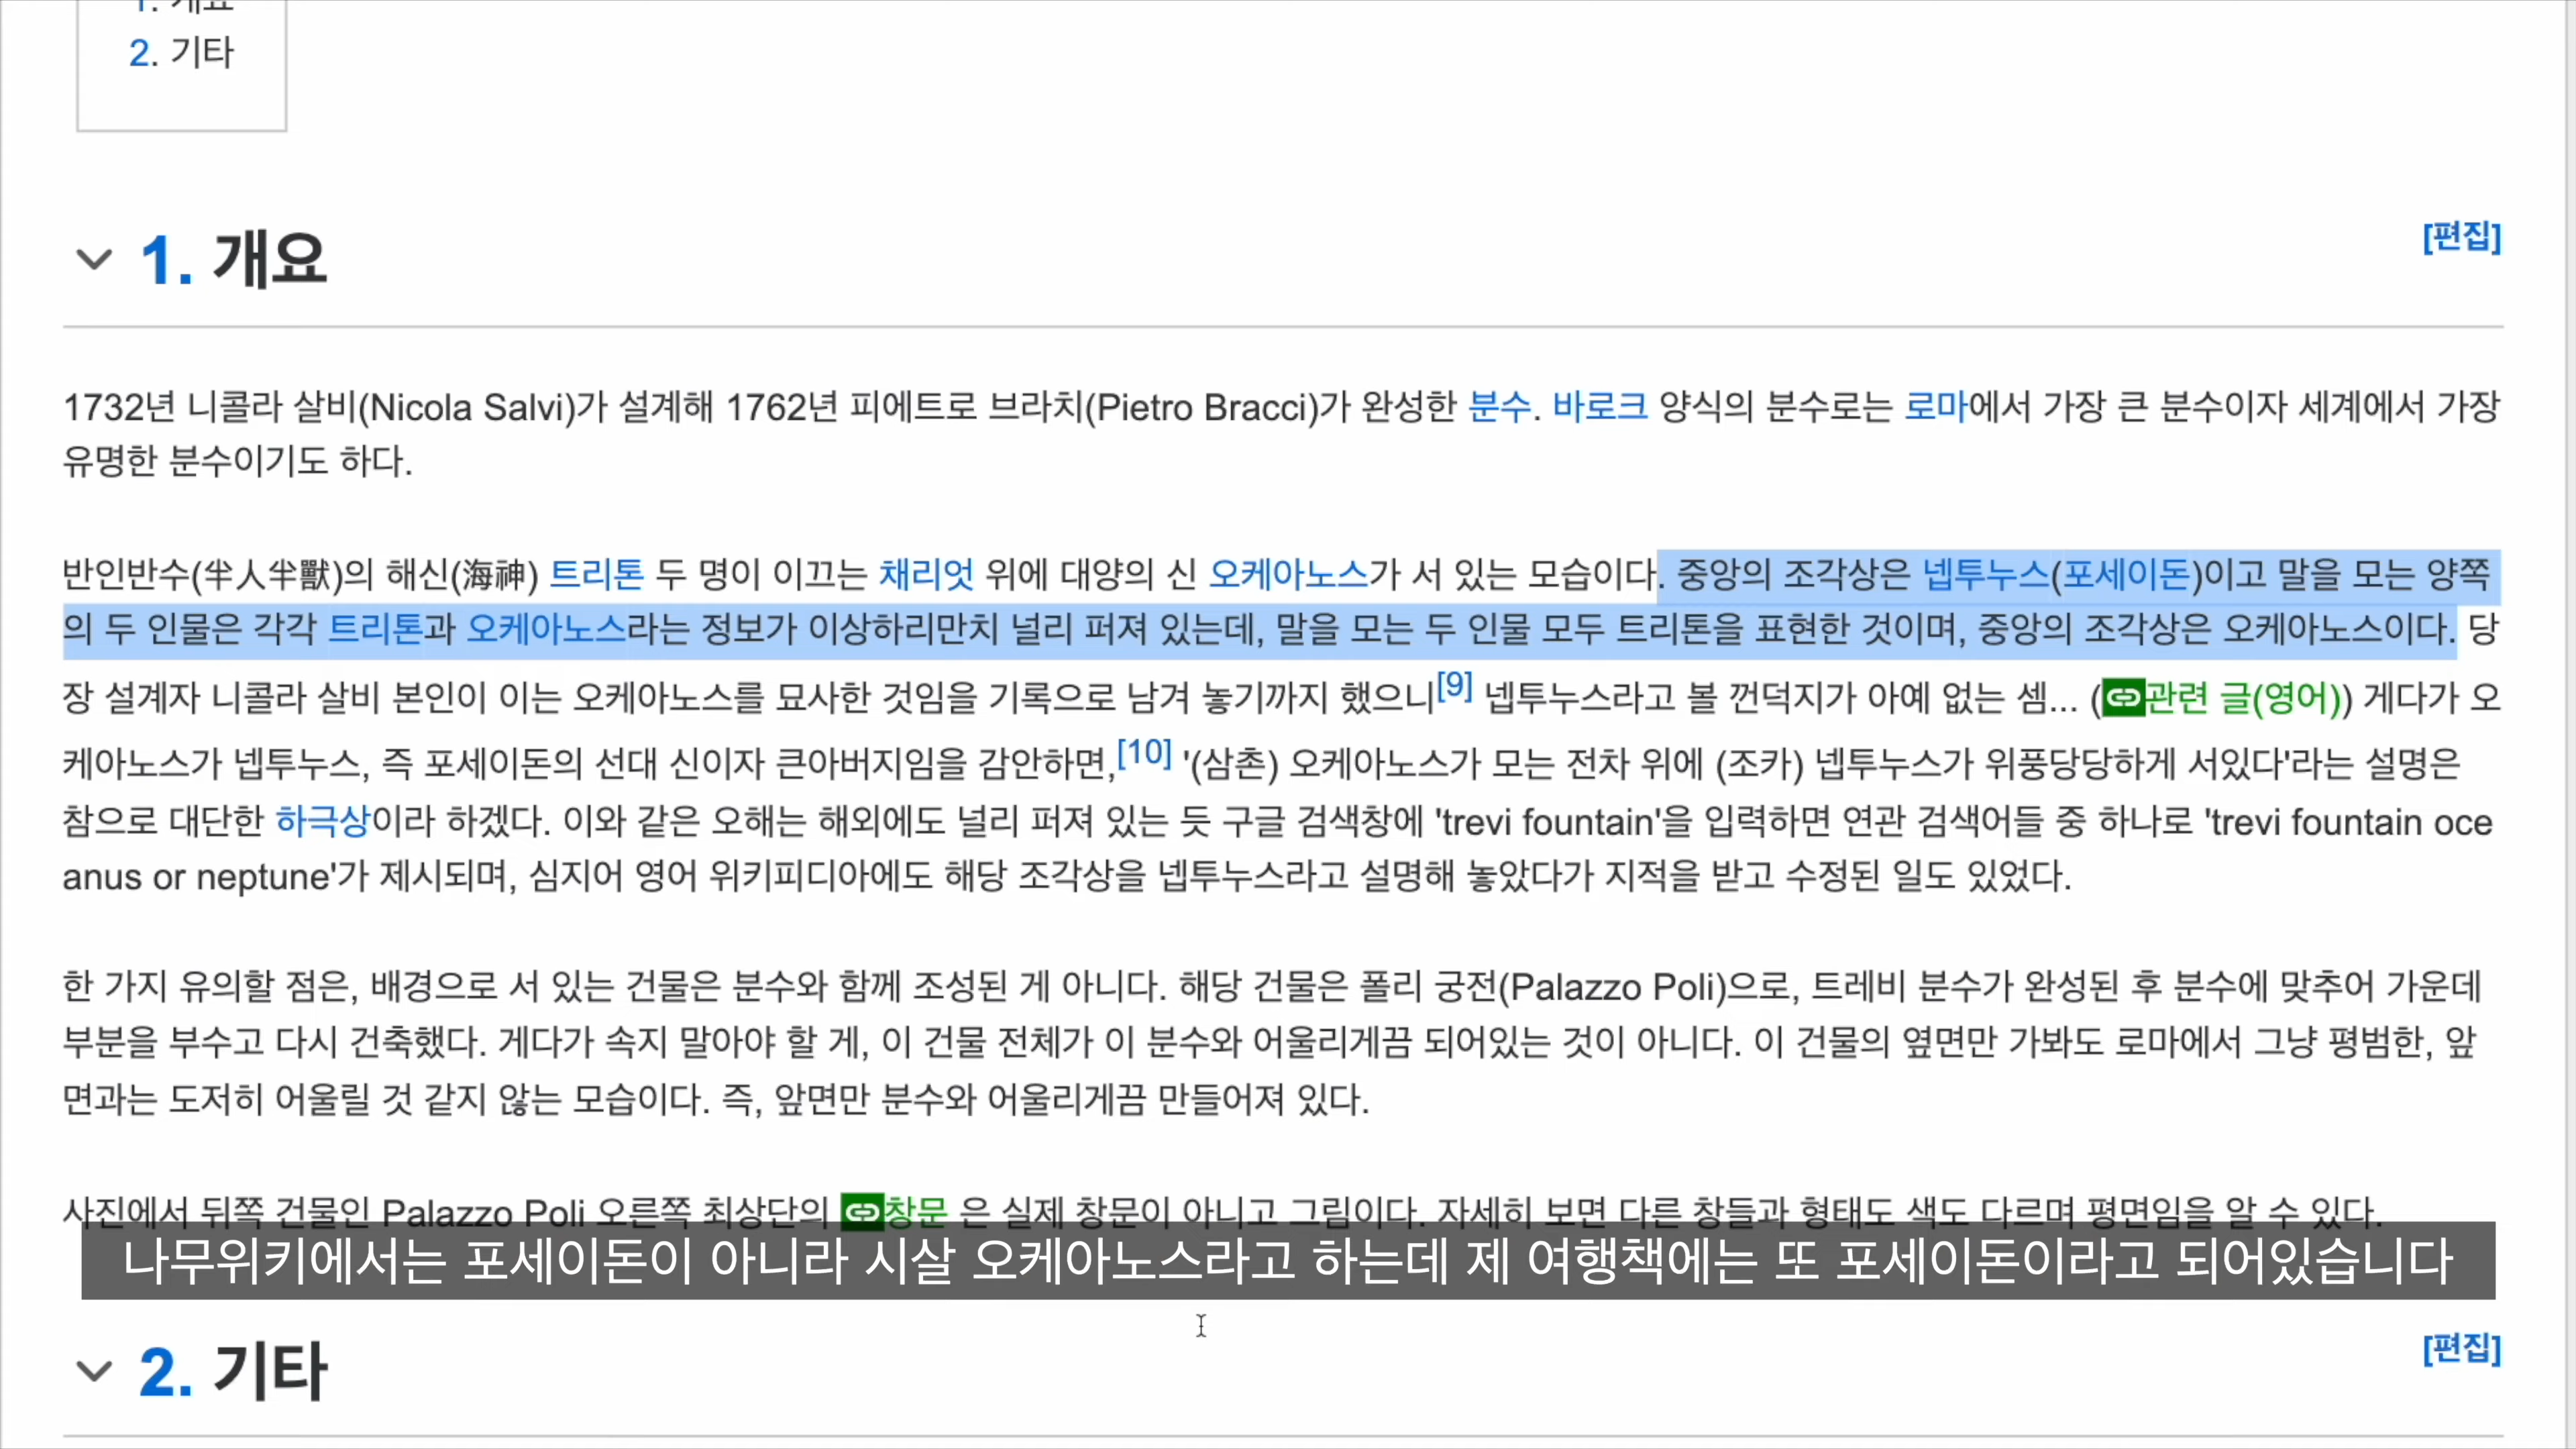 1. 개요
2. 기타
1. 개요
[편집]
1732년 니콜라 살비(Nicola Salvi)가 설계해 1762년 피에트로 브라치(Pietro Bracci)가 완성한 분수. 바로크 양식의 분수로는 로마에서 가장 큰 분수이자 세계에서 가장
유명한 분수이기도 하다.
반인반수(半人半獸)의 해신(海神) 트리톤 두 명이 이끄는 채리엇 위에 대양의 신 오케아노스가 서 있는 모습이다. 중앙의 조각상은 넵투누스(포세이돈)이고 말을 모는 양쪽
의 두 인물은 각각 트리톤과 오케아노스라는 정보가 이상하리만치 널리 퍼져 있는데, 말을 모는 두 인물 모두 트리톤을 표현한 것이며, 중앙의 조각상은 오케아노스이다. 당
장 설계자 니콜라 살비 본인이 이는 오케아노스를 묘사한 것임을 기록으로 남겨 놓기까지 했으니[9] 넵투누스라고 볼 껀덕지가 아예 없는 셈... (관련 글(영어)) 게다가 오
케아노스가 넵투누스, 즉 포세이돈의 선대 신이자 큰아버지임을 감안하면,[10] '(삼촌) 오케아노스가 모는 전차 위에 (조카) 넵투누스가 위풍당당하게 서있다'라는 설명은
참으로 대단한 하극상이라 하겠다. 이와 같은 오해는 해외에도 널리 퍼져 있는 듯 구글 검색창에 'trevi fountain'을 입력하면 연관 검색어들 중 하나로 'trevi fountain oce
anus or neptune'가 제시되며, 심지어 영어 위키피디아에도 해당 조각상을 넵투누스라고 설명해 놓았다가 지적을 받고 수정된 일도 있었다.
한 가지 유의할 점은, 배경으로 서 있는 건물은 분수와 함께 조성된 게 아니다. 해당 건물은 폴리 궁전(Palazzo Poli)으로, 트레비 분수가 완성된 후 분수에 맞추어 가운데
부분을 부수고 다시 건축했다. 게다가 속지 말아야 할 게, 이 건물 전체가 이 분수와 어울리게끔 되어있는 것이 아니다. 이 건물의 옆면만 가봐도 로마에서 그냥 평범한, 앞
면과는 도저히 어울릴 것 같지 않는 모습이다. 즉, 앞면만 분수와 어울리게끔 만들어져 있다.
사진에서 뒤쪽 건물인 Palazzo Poli 오른쪽 최상단의 창문 은 실제 창문이 아니고 그림이다. 자세히 보면 다른 창들과 형태도 색도 다르며 평면임을 알 수 있다.
나무위키에서는 포세이돈이 아니라 시살 오케아노스라고 하는데 제 여행책에는 또 포세이돈이라고 되어있습니다
2. 기타
[편집]